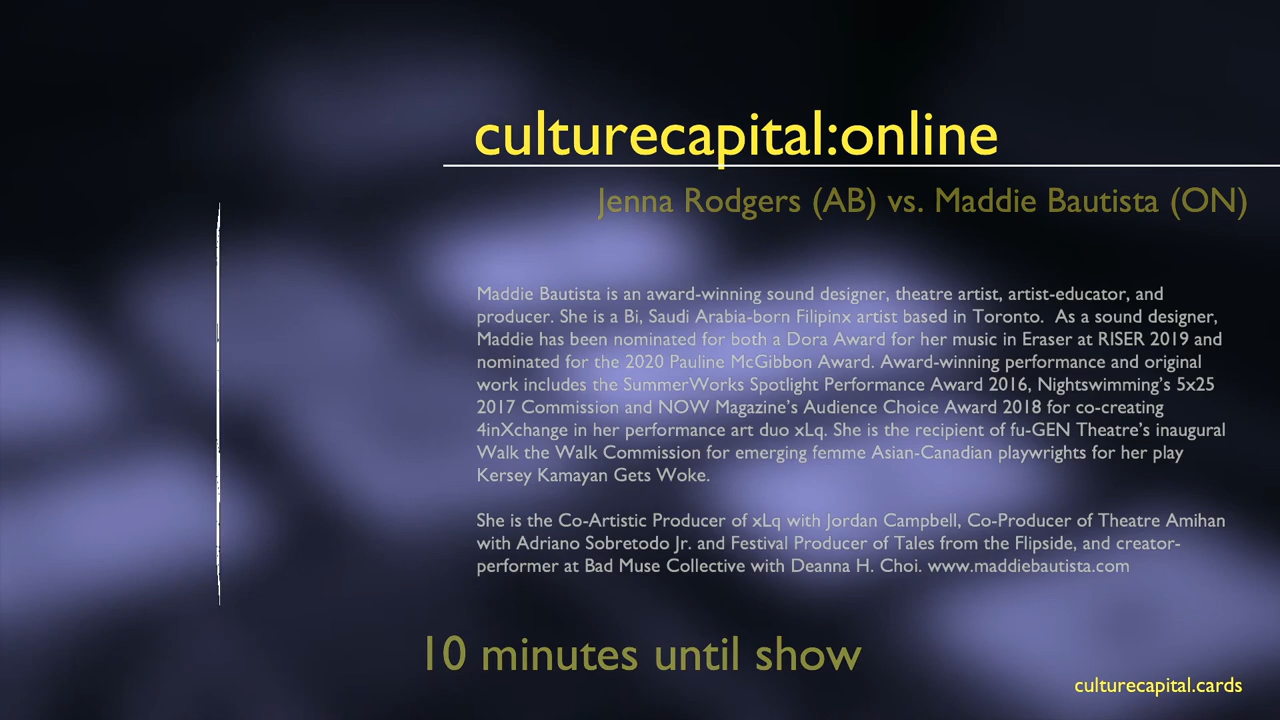 culturecapital:online
Jenna Rodgers (AB) vs. Maddie Bautista (ON)
Maddie Bautista is an award-winning sound designer, theatre artist, artist-educator, and
producer. She is a Bi, Saudi Arabia-born Filipinx artist based in Toronto.  As a sound designer,
Maddie has been nominated for both a Dora Award for her music in Eraser at RISER 2019 and
nominated for the 2020 Pauline McGibbon Award. Award-winning performance and original
work includes the SummerWorks Spotlight Performance Award 2016, Nightswimming's 5x25
2017 Commission and NOW Magazine's Audience Choice Award 2018 for co-creating
4inXchange in her performance art duo xLq. She is the recipient of fu-GEN Theatre's inaugural
Walk the Walk Commission for emerging femme Asian-Canadian playwrights for her play
Kersey Kamayan Gets Woke.
She is the Co-Artistic Producer of xLq with Jordan Campbell, Co-Producer of Theatre Amihan
with Adriano Sobretodo Jr. and Festival Producer of Tales from the Flipside, and creator-
performer at Bad Muse Collective with Deanna H. Choi. www.maddiebautista.com
10 minutes until show
culturecapital.cards